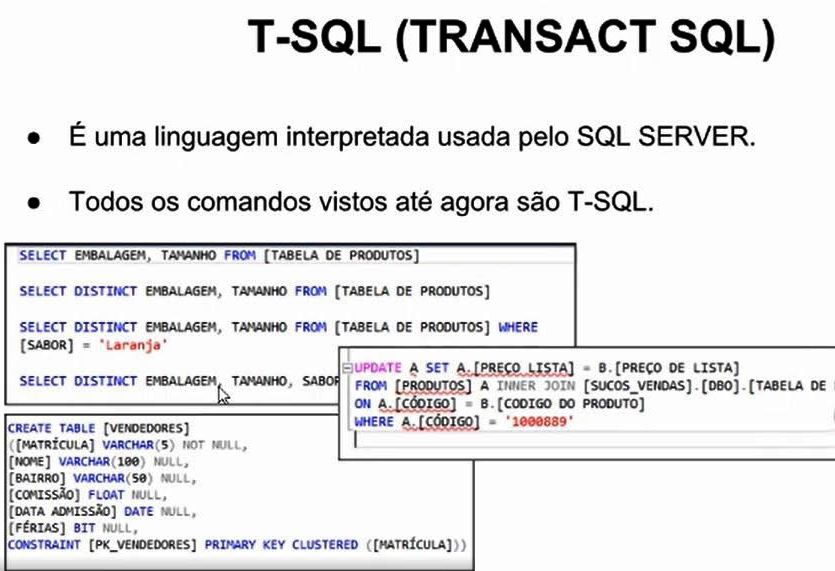 T-SQL (TRANSACT SQL)
● É uma linguagem interpretada usada pelo SQL SERVER.
● Todos os comandos vistos até agora são T-SQL.
SELECT EMBALAGEM, TAMANHO FROM [TABELA DE PRODUTOS]
SELECT DISTINCT EMBALAGEM, TAMANHO FROM [TABELA DE PRODUTOS]
SELECT DISTINCT EMBALAGEM, TAMANHO FROM [TABELA DE PRODUTOS] WHERE
[SABOR] = 'Laranja'
SELECT DISTINCT EMBALAGEM, TAMANHO, SABOR
UPDATE A SET A.[PREÇO LISTA] = B.[PREÇO DE LISTA]
FROM [PRODUTOS] A INNER JOIN [SUCOS_VENDAS].[DBO].[TABELA DE
ON A.[CÓDIGO] = B.[CODIGO DO PRODUTO]
WHERE A.[CÓDIGO] = '1000889'
CREATE TABLE [VENDEDORES]
([MATRÍCULA] VARCHAR(5) NOT NULL,
[NOME] VARCHAR(100) NULL,
[BAIRRO] VARCHAR(50) NULL,
[COMISSÃO] FLOAT NULL,
[DATA ADMISSÃO] DATE NULL,
[FÉRIAS] BIT NULL,
CONSTRAINT [PK_VENDEDORES] PRIMARY KEY CLUSTERED ([MATRÍCULA]))